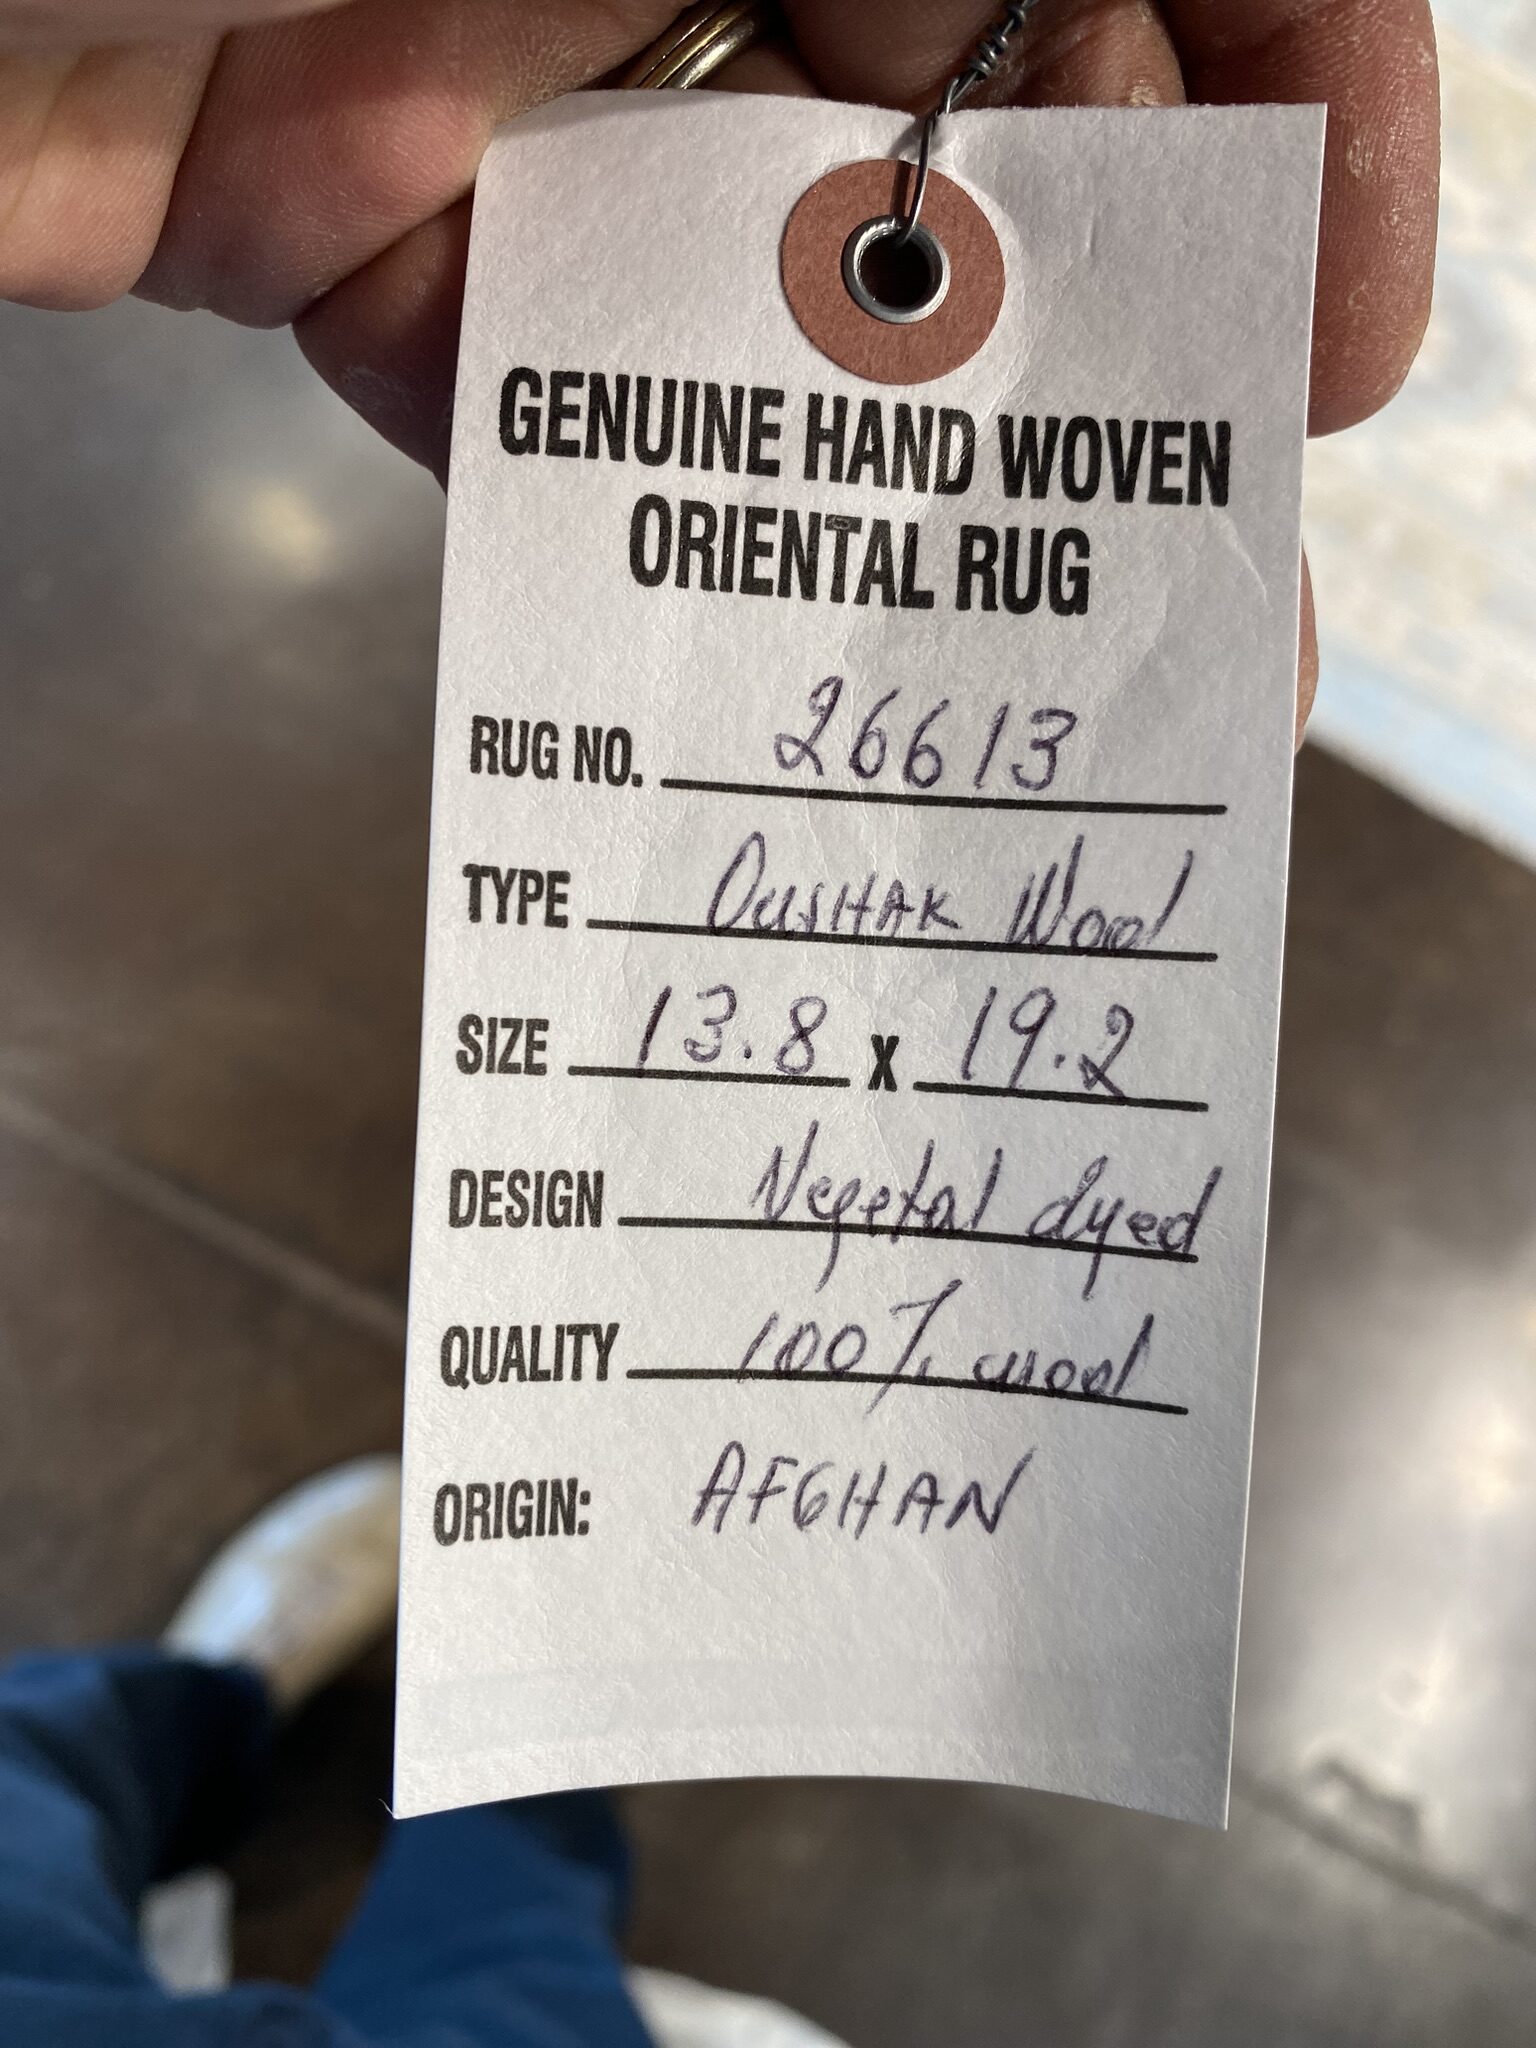 GENUINE HAND WOVEN
ORIENTAL RUG
RUG NO. 26613
TYPE OUSHAK Wool
SIZE 13.8 X 19.2
DESIGN Vegetal dyed
QUALITY 100% wool
ORIGIN: AFGHAN